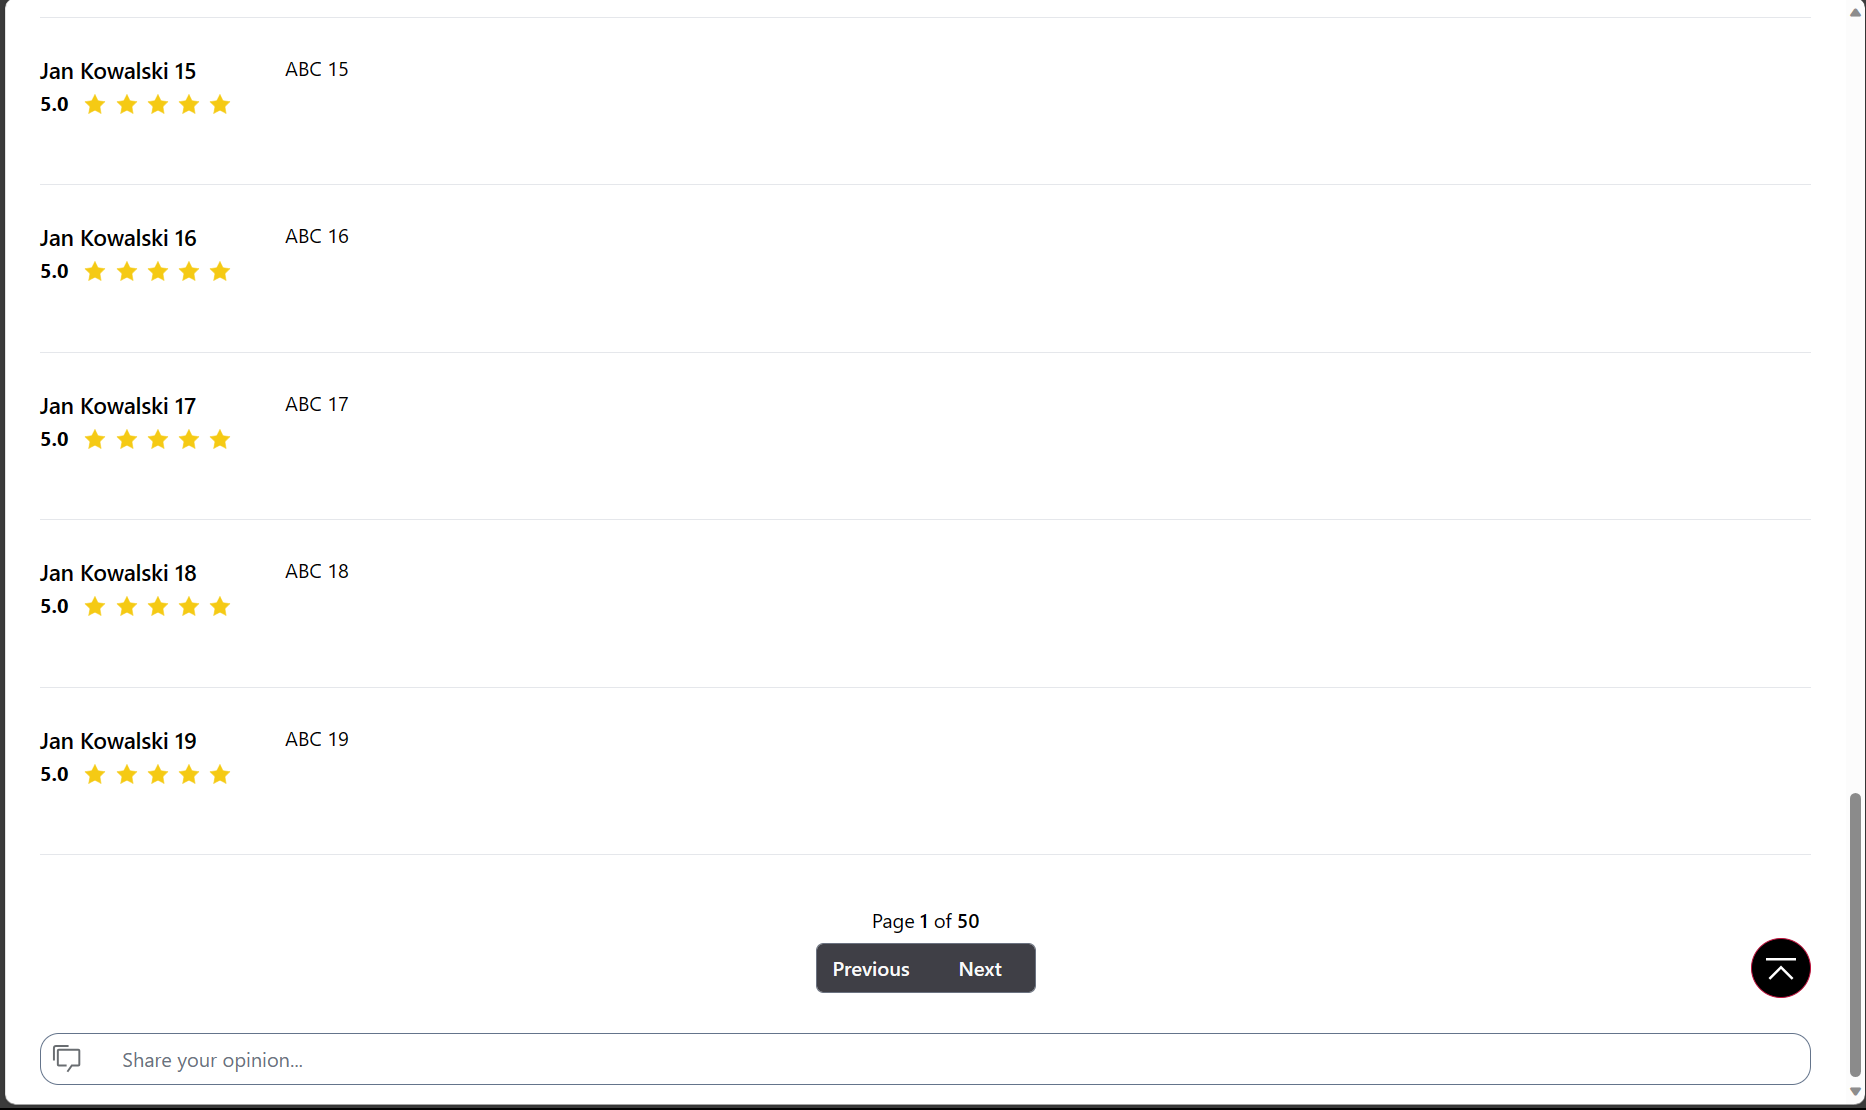 Jan Kowalski 15
ABC 15
5.0
Jan Kowalski 16
ABC 16
5.0
Jan Kowalski 17
ABC 17
5.0
Jan Kowalski 18
ABC 18
5.0
Jan Kowalski 19
ABC 19
5.0
Page 1 of 50
Previous Next
Share your opinion...